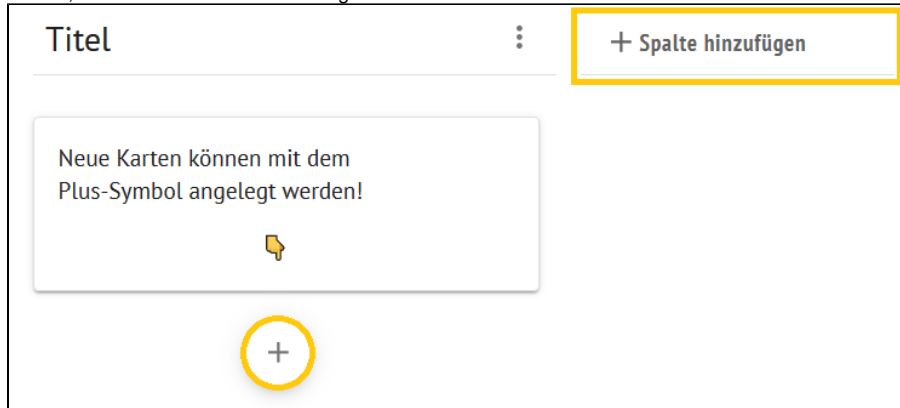 Titel
+ Spalte hinzufügen
Neue Karten können mit dem
Plus-Symbol angelegt werden!
+